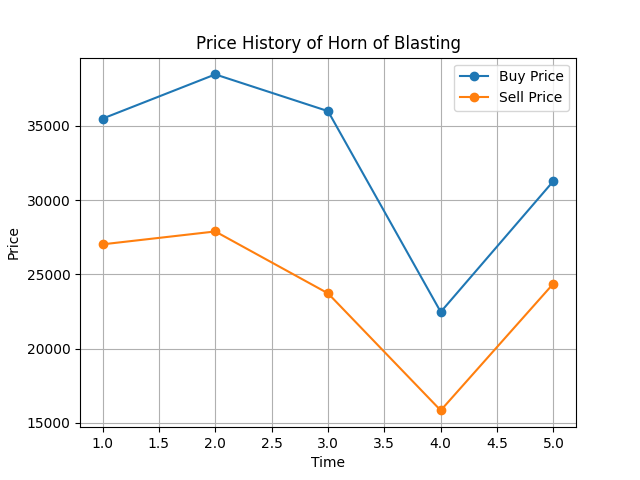 Price History of Horn of Blasting
Buy Price
Sell Price
35000
30000
25000
20000
15000
Price
1.0 1.5 2.0 2.5 3.0 3.5 4.0 4.5 5.0
Time